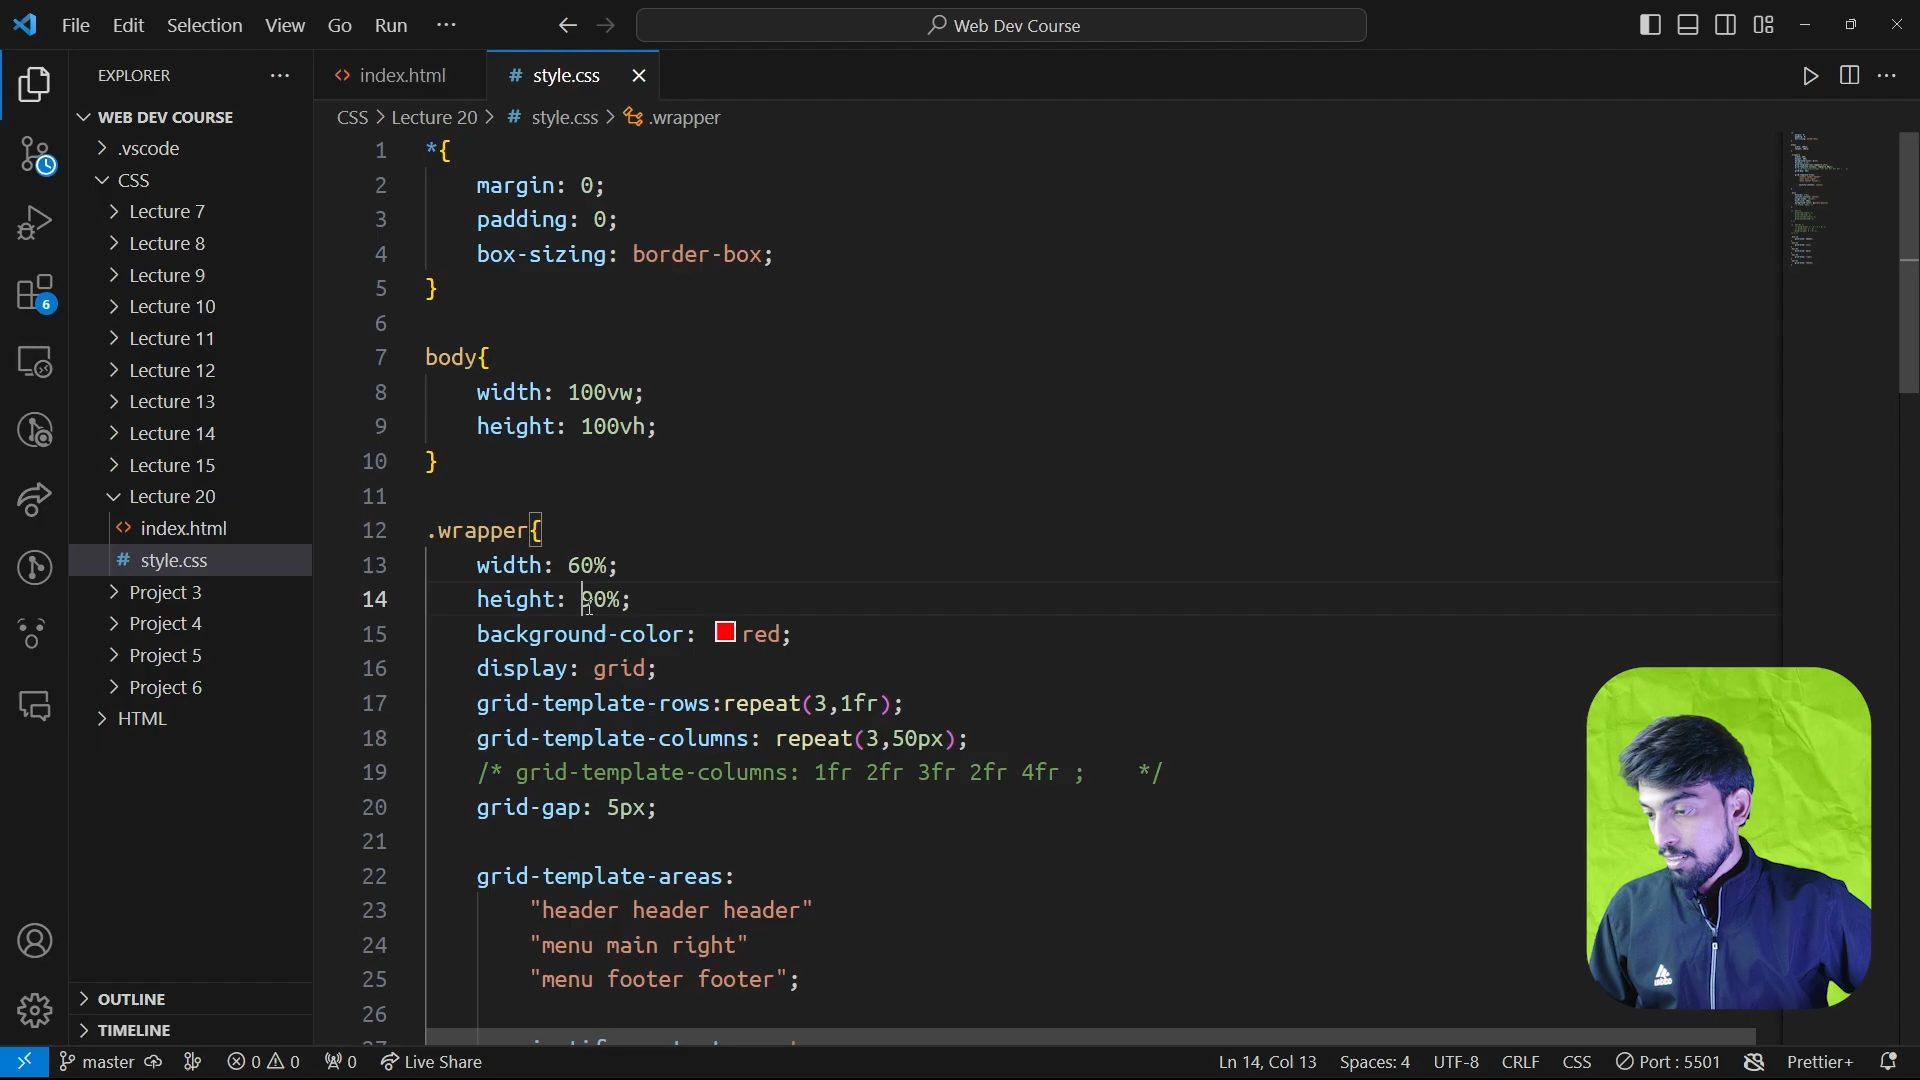 File Edit Selection View Go Run ··· Web Dev Course
EXPLORER ···
index.html
# style.css
CSS > Lecture 20 > # style.css > .wrapper
WEB DEV COURSE
.vscode
CSS
Lecture 7
Lecture 8
Lecture 9
Lecture 10
Lecture 11
Lecture 12
Lecture 13
Lecture 14
Lecture 15
Lecture 20
index.html
# style.css
Project 3
Project 4
Project 5
Project 6
HTML
OUTLINE
TIMELINE
6
1 *{
2 margin: 0;
3 padding: 0;
4 box-sizing: border-box;
5 }
6
7 body{
8 width: 100vw;
9 height: 100vh;
10 }
11
12 .wrapper{
13 width: 60%;
14 height: 90%;
15 background-color: red;
16 display: grid;
17 grid-template-rows:repeat(3,1fr);
18 grid-template-columns: repeat(3,50px);
19 /* grid-template-columns: 1fr 2fr 3fr 2fr 4fr ; */
20 grid-gap: 5px;
21
22 grid-template-areas:
23 "header header header"
24 "menu main right"
25 "menu footer footer";
26
master 0 0 0 Live Share Ln 14, Col 13 Spaces: 4 UTF-8 CRLF CSS Port : 5501 Prettier+